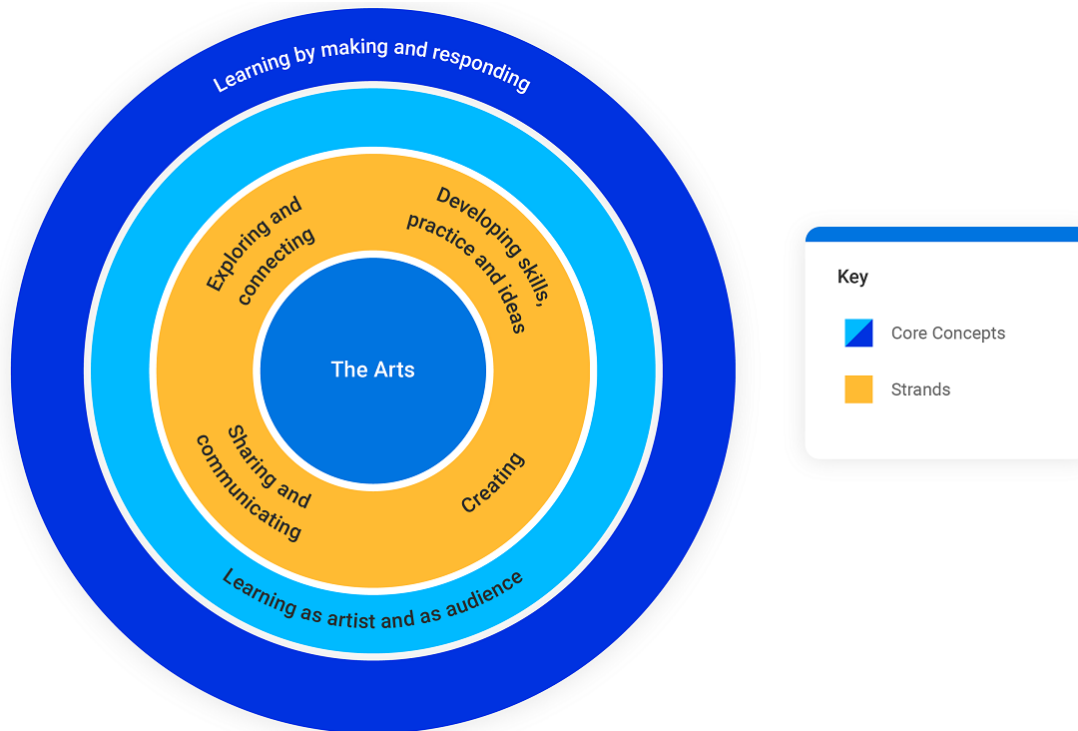 Learning by making and responding
Exploring and
connecting
Developing skills,
practice and ideas
The Arts
Sharing and
communicating
Creating
Learning as artist and as audience
Key
Core Concepts
Strands